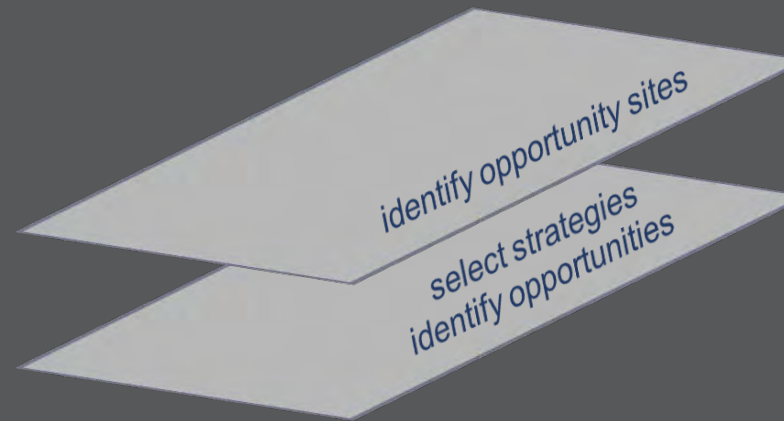 identify opportunity sites
select strategies
identify opportunities